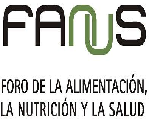 FANUS
FORO DE LA ALIMENTACIÓN,
LA NUTRICIÓN Y LA SALUD